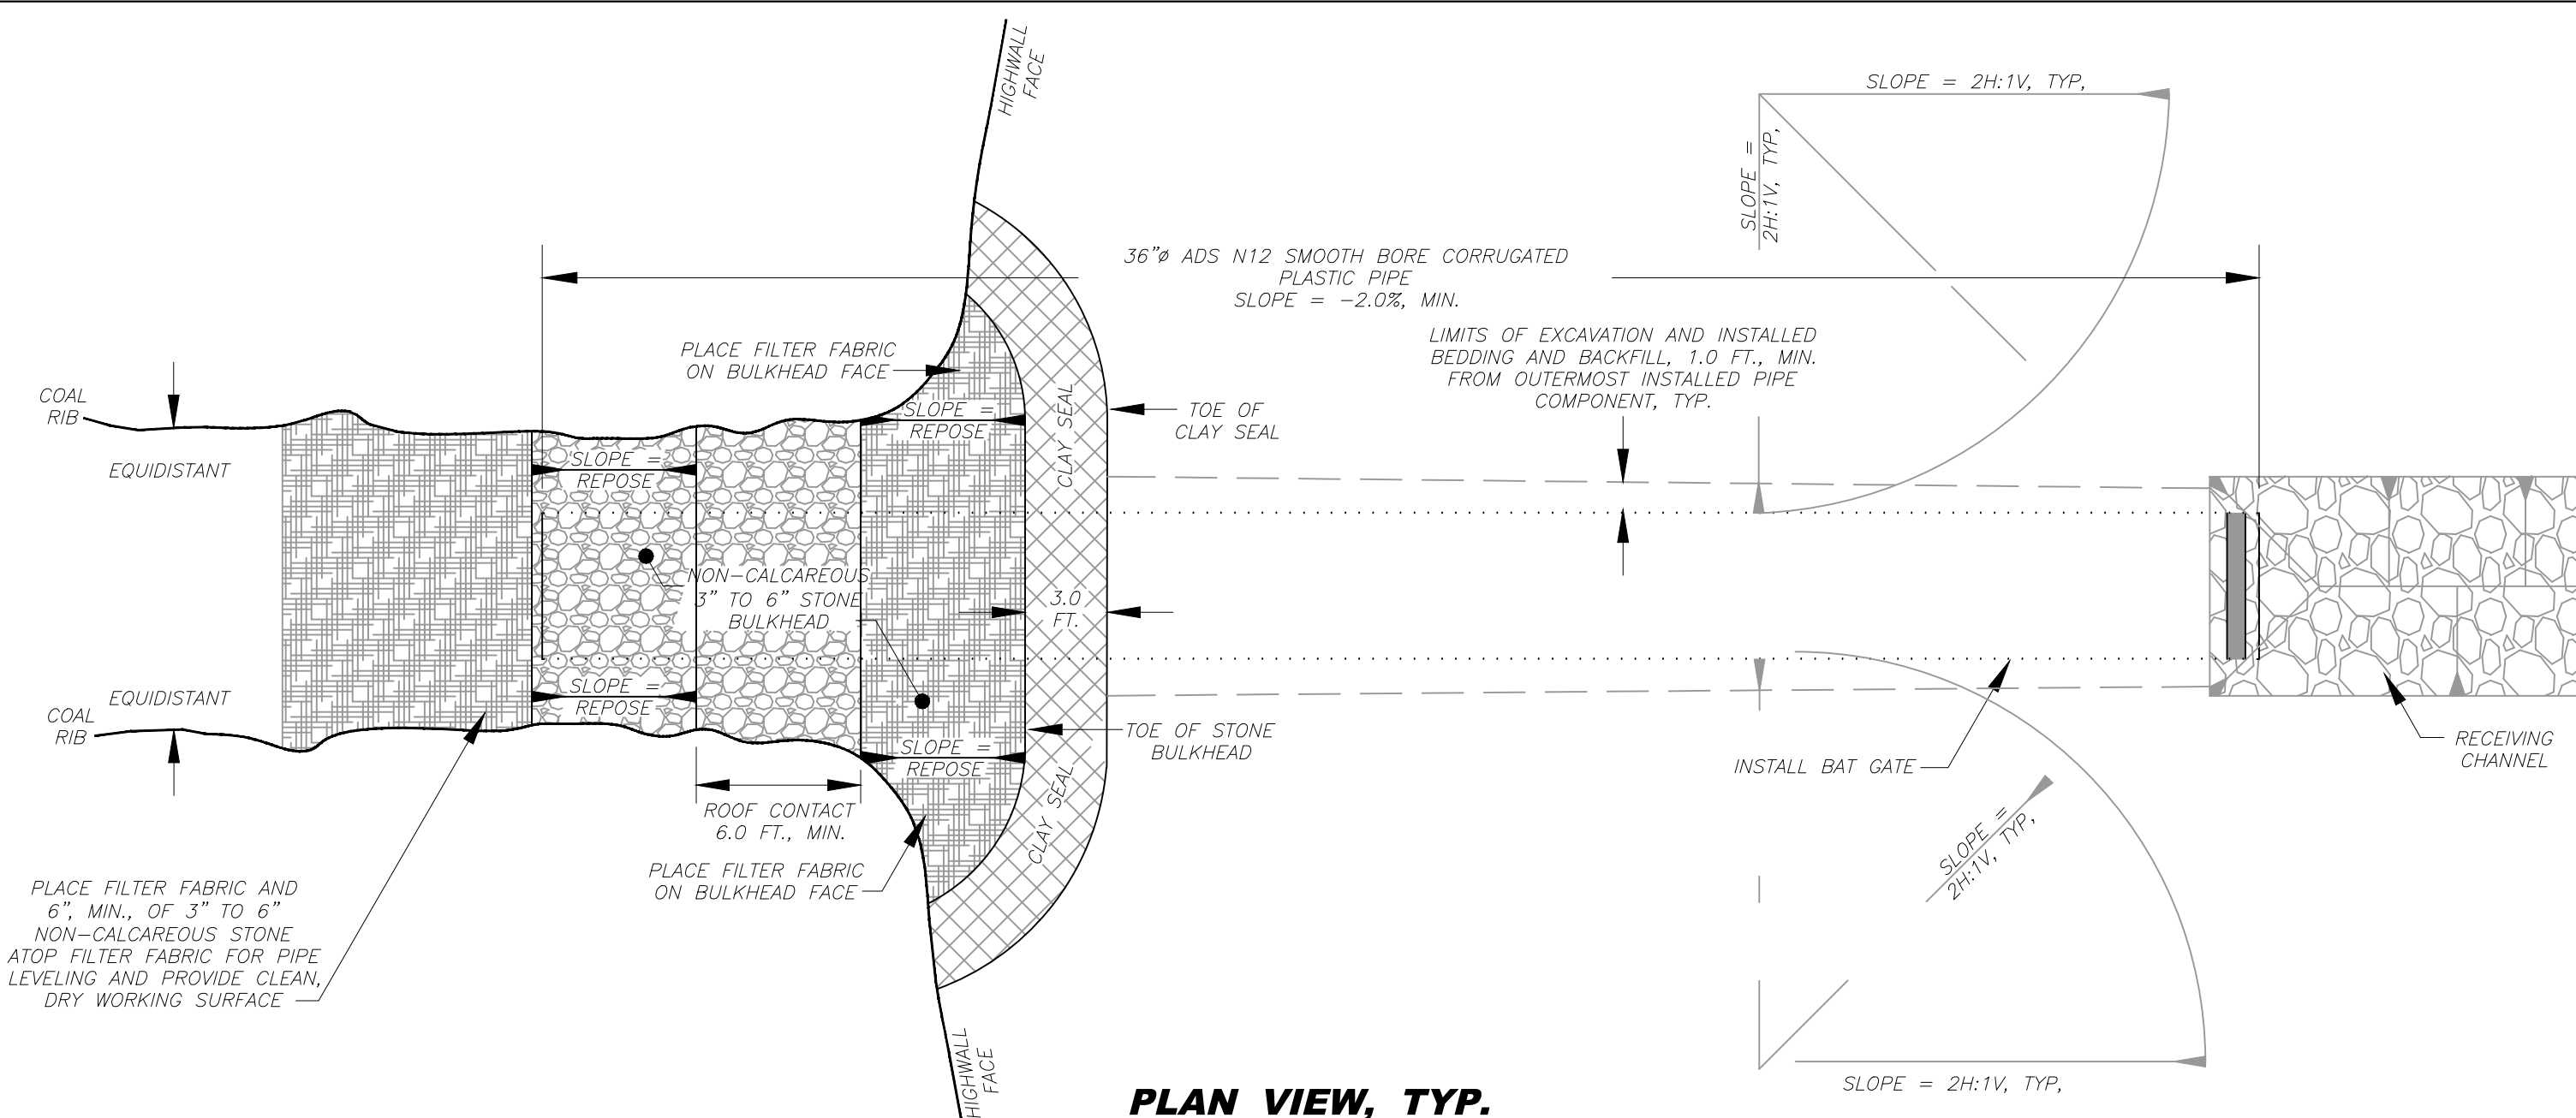 HIGHWALL
FACE
SLOPE = 2H:1V, TYP,
SLOPE =
2H:1V, TYP,
36"ø ADS N12 SMOOTH BORE CORRUGATED
PLASTIC PIPE
SLOPE = -2.0%, MIN.
LIMITS OF EXCAVATION AND INSTALLED
BEDDING AND BACKFILL, 1.0 FT., MIN.
FROM OUTERMOST INSTALLED PIPE
COMPONENT, TYP.
PLACE FILTER FABRIC
ON BULKHEAD FACE
COAL
RIB
EQUIDISTANT
SLOPE =
REPOSE
SLOPE =
REPOSE
CLAY SEAL
TOE OF
CLAY SEAL
NON-CALCAREOUS
3" TO 6" STONE
BULKHEAD
3.0
FT.
EQUIDISTANT
COAL
RIB
SLOPE =
REPOSE
SLOPE =
REPOSE
TOE OF STONE
BULKHEAD
CLAY SEAL
INSTALL BAT GATE
RECEIVING
CHANNEL
ROOF CONTACT
6.0 FT., MIN.
PLACE FILTER FABRIC
ON BULKHEAD FACE
SLOPE =
2H:1V, TYP,
PLACE FILTER FABRIC AND
6", MIN., OF 3" TO 6"
NON-CALCAREOUS STONE
ATOP FILTER FABRIC FOR PIPE
LEVELING AND PROVIDE CLEAN,
DRY WORKING SURFACE
HIGHWALL
FACE
SLOPE = 2H:1V, TYP,
PLAN VIEW, TYP.